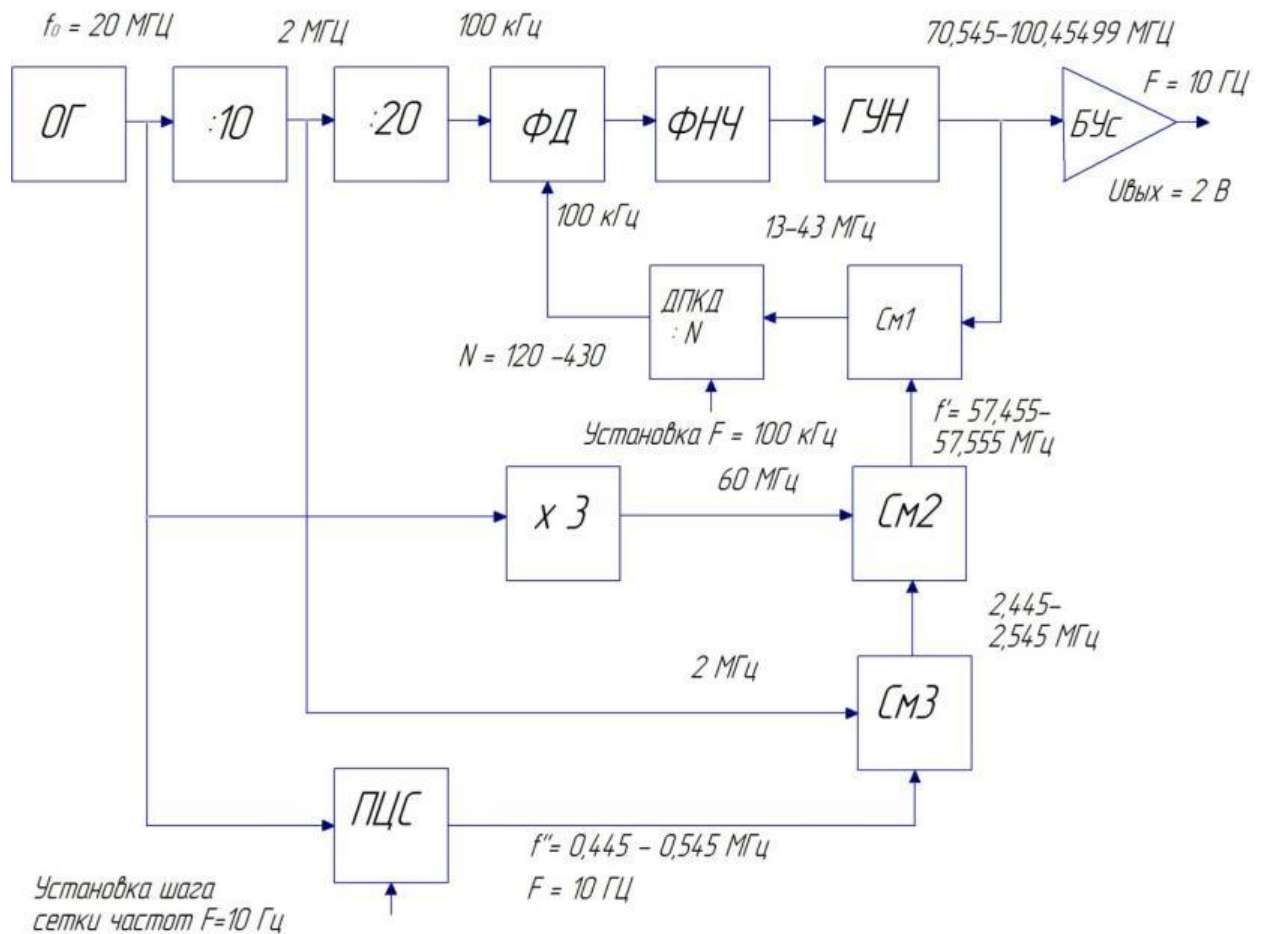 f₀ = 20 МГЦ
2 МГЦ
100 кГц
70,545–100,45499 МГЦ
ОГ
:10
:20
ФД
ФНЧ
ГУН
БУс
F = 10 ГЦ
Uвых = 2 В
100 кГц
13–43 МГц
ДПКД
: N
См1
N = 120 –430
Установка F = 100 кГц
f'= 57,455–
57,555 МГц
60 МГц
х 3
См2
2,445–
2,545 МГц
2 МГц
См3
ПЦС
f''= 0,445 – 0,545 МГц
F = 10 ГЦ
Установка шага
сетки частот F=10 Гц